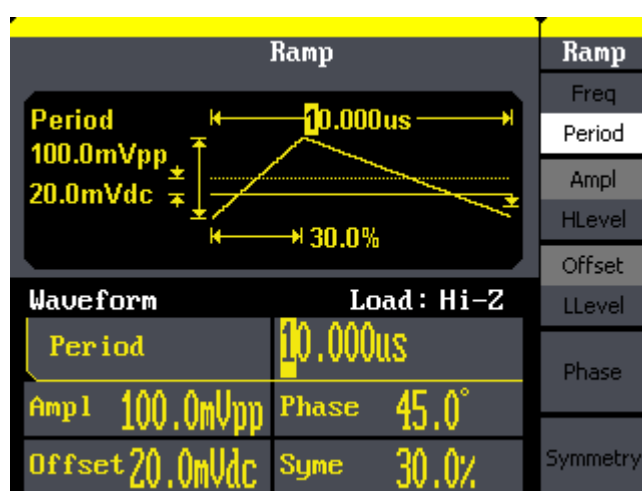 Ramp
Period
10.000us
100.0mVpp
20.0mVdc
30.0%
Waveform
Load: Hi-Z
Period
10.000us
Ampl 100.0mVpp
Phase 45.0°
Offset 20.0mVdc
Syme 30.0%
Ramp
Freq
Period
Ampl
HLevel
Offset
LLevel
Phase
Symmetry